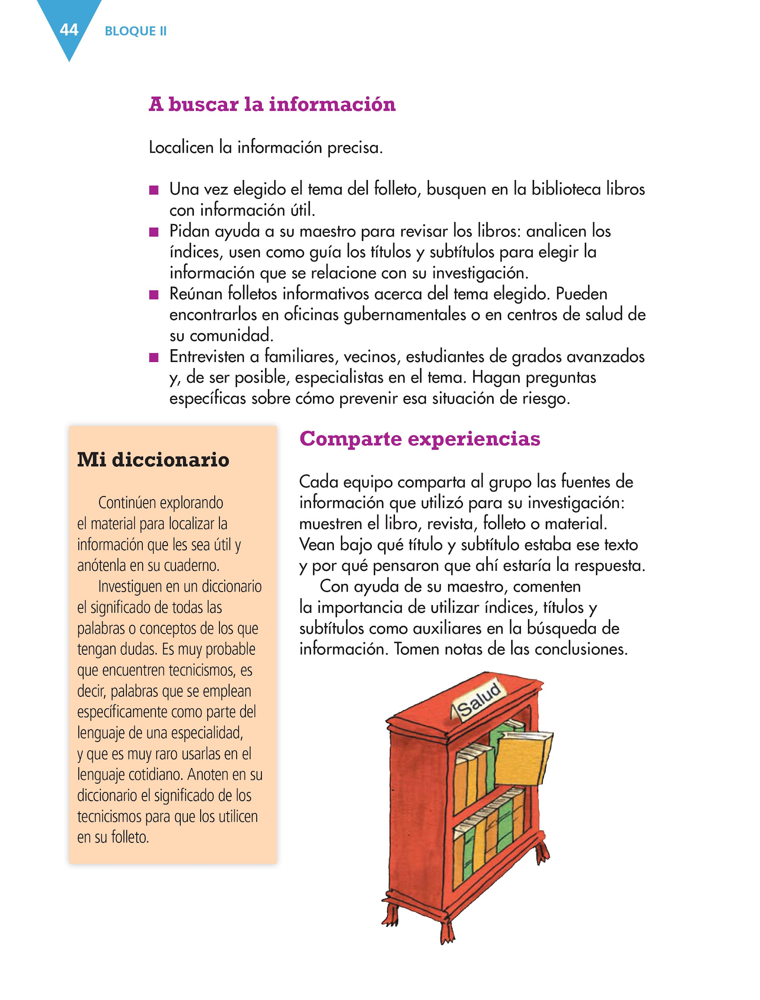 44
BLOQUE II
A buscar la información
Localicen la información precisa.
■ Una vez elegido el tema del folleto, busquen en la biblioteca libros
con información útil.
■ Pidan ayuda a su maestro para revisar los libros: analicen los
índices, usen como guía los títulos y subtítulos para elegir la
información que se relacione con su investigación.
■ Reúnan folletos informativos acerca del tema elegido. Pueden
encontrarlos en oficinas gubernamentales o en centros de salud de
su comunidad.
■ Entrevisten a familiares, vecinos, estudiantes de grados avanzados
y, de ser posible, especialistas en el tema. Hagan preguntas
específicas sobre cómo prevenir esa situación de riesgo.
Mi diccionario
Continúen explorando
el material para localizar la
información que les sea útil y
anótenla en su cuaderno.
Investiguen en un diccionario
el significado de todas las
palabras o conceptos de los que
tengan dudas. Es muy probable
que encuentren tecnicismos, es
decir, palabras que se emplean
específicamente como parte del
lenguaje de una especialidad,
y que es muy raro usarlas en el
lenguaje cotidiano. Anoten en su
diccionario el significado de los
tecnicismos para que los utilicen
en su folleto.
Comparte experiencias
Cada equipo comparta al grupo las fuentes de
información que utilizó para su investigación:
muestren el libro, revista, folleto o material.
Vean bajo qué título y subtítulo estaba ese texto
y por qué pensaron que ahí estaría la respuesta.
Con ayuda de su maestro, comenten
la importancia de utilizar índices, títulos y
subtítulos como auxiliares en la búsqueda de
información. Tomen notas de las conclusiones.
Salud